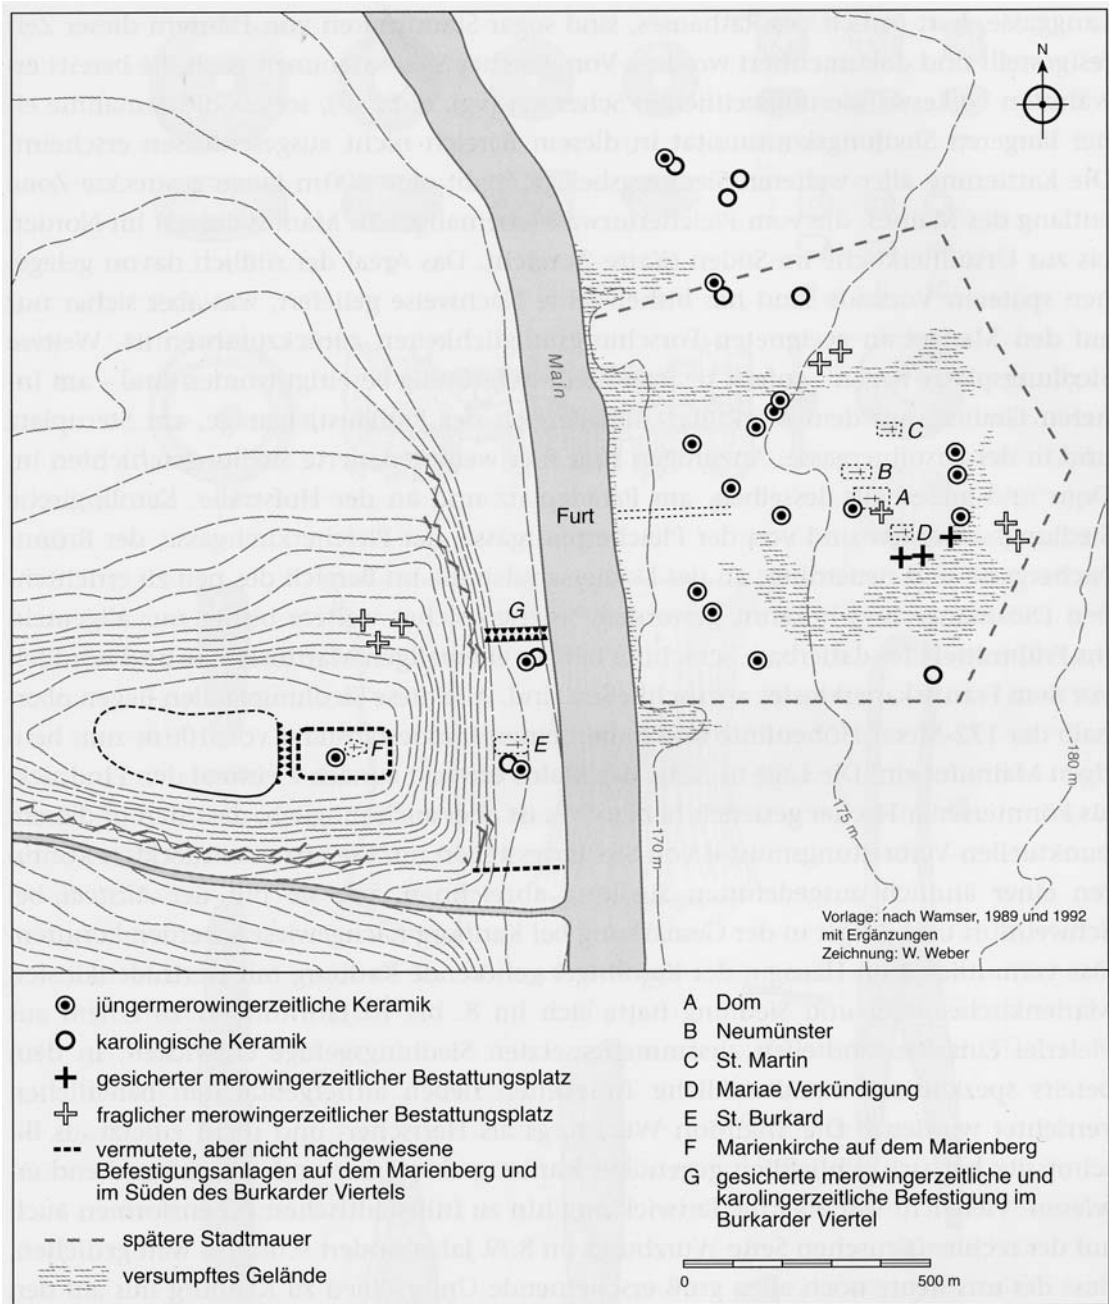 N
Main
C
B
A
Furt
D
G
F
E
170 m
175 m
180 m
Vorlage: nach Wamser, 1989 und 1992
mit Ergänzungen
Zeichnung: W. Weber
jüngermerowingerzeitliche Keramik
karolingische Keramik
gesicherter merowingerzeitlicher Bestattungsplatz
fraglicher merowingerzeitlicher Bestattungsplatz
vermutete, aber nicht nachgewiesene
Befestigungsanlagen auf dem Marienberg und
im Süden des Burkarder Viertels
spätere Stadtmauer
versumpftes Gelände
A Dom
B Neumünster
C St. Martin
D Mariae Verkündigung
E St. Burkard
F Marienkirche auf dem Marienberg
G gesicherte merowingerzeitliche und
karolingerzeitliche Befestigung im
Burkarder Viertel
0 500 m